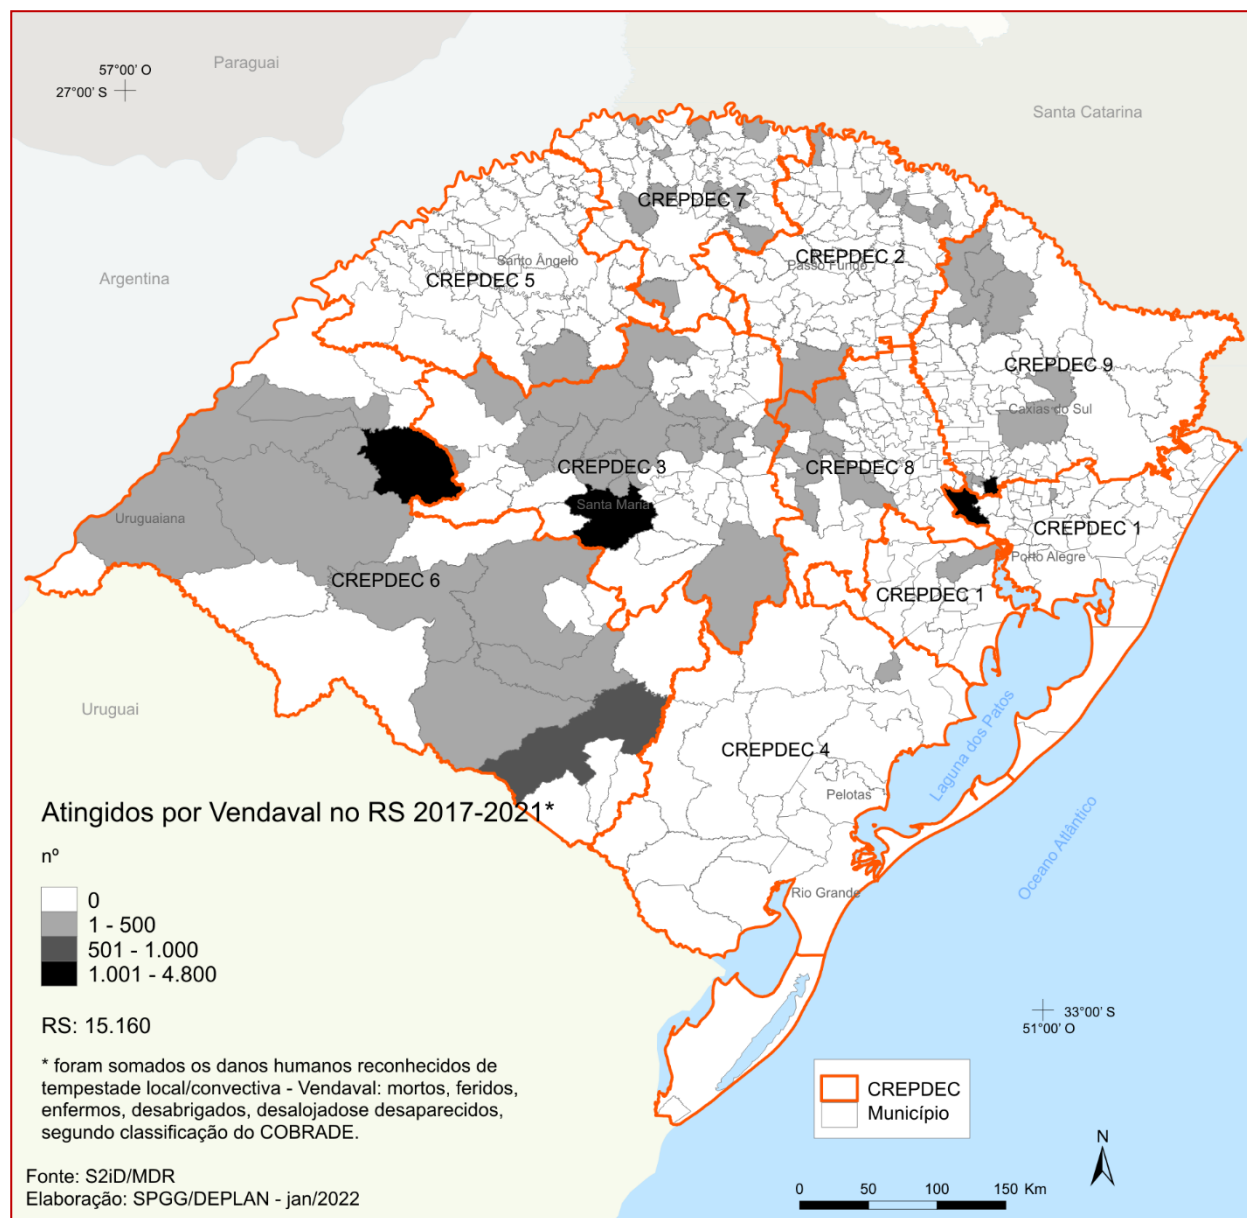 Paraguai
57°00' O
27°00' S
Santa Catarina
CREPDEC 7
Argentina
Santo Ângelo
CREPDEC 5
CREPDEC 2
Passo Fundo
CREPDEC 9
Caxias do Sul
CREPDEC 3
CREPDEC 8
Santa Maria
Uruguaiana
CREPDEC 1
Porto Alegre
CREPDEC 6
CREPDEC 1
Uruguai
Laguna dos Patos
CREPDEC 4
Pelotas
Oceano Atlântico
Rio Grande
Atingidos por Vendaval no RS 2017-2021*
nº
0
1 - 500
501 - 1.000
1.001 - 4.800
RS: 15.160
33°00' S
51°00' O
* foram somados os danos humanos reconhecidos de
tempestade local/convectiva - Vendaval: mortos, feridos,
enfermos, desabrigados, desalojadose desaparecidos,
segundo classificação do COBRADE.
CREPDEC
Município
N
Fonte: S2iD/MDR
Elaboração: SPGG/DEPLAN - jan/2022
0 50 100 150 Km